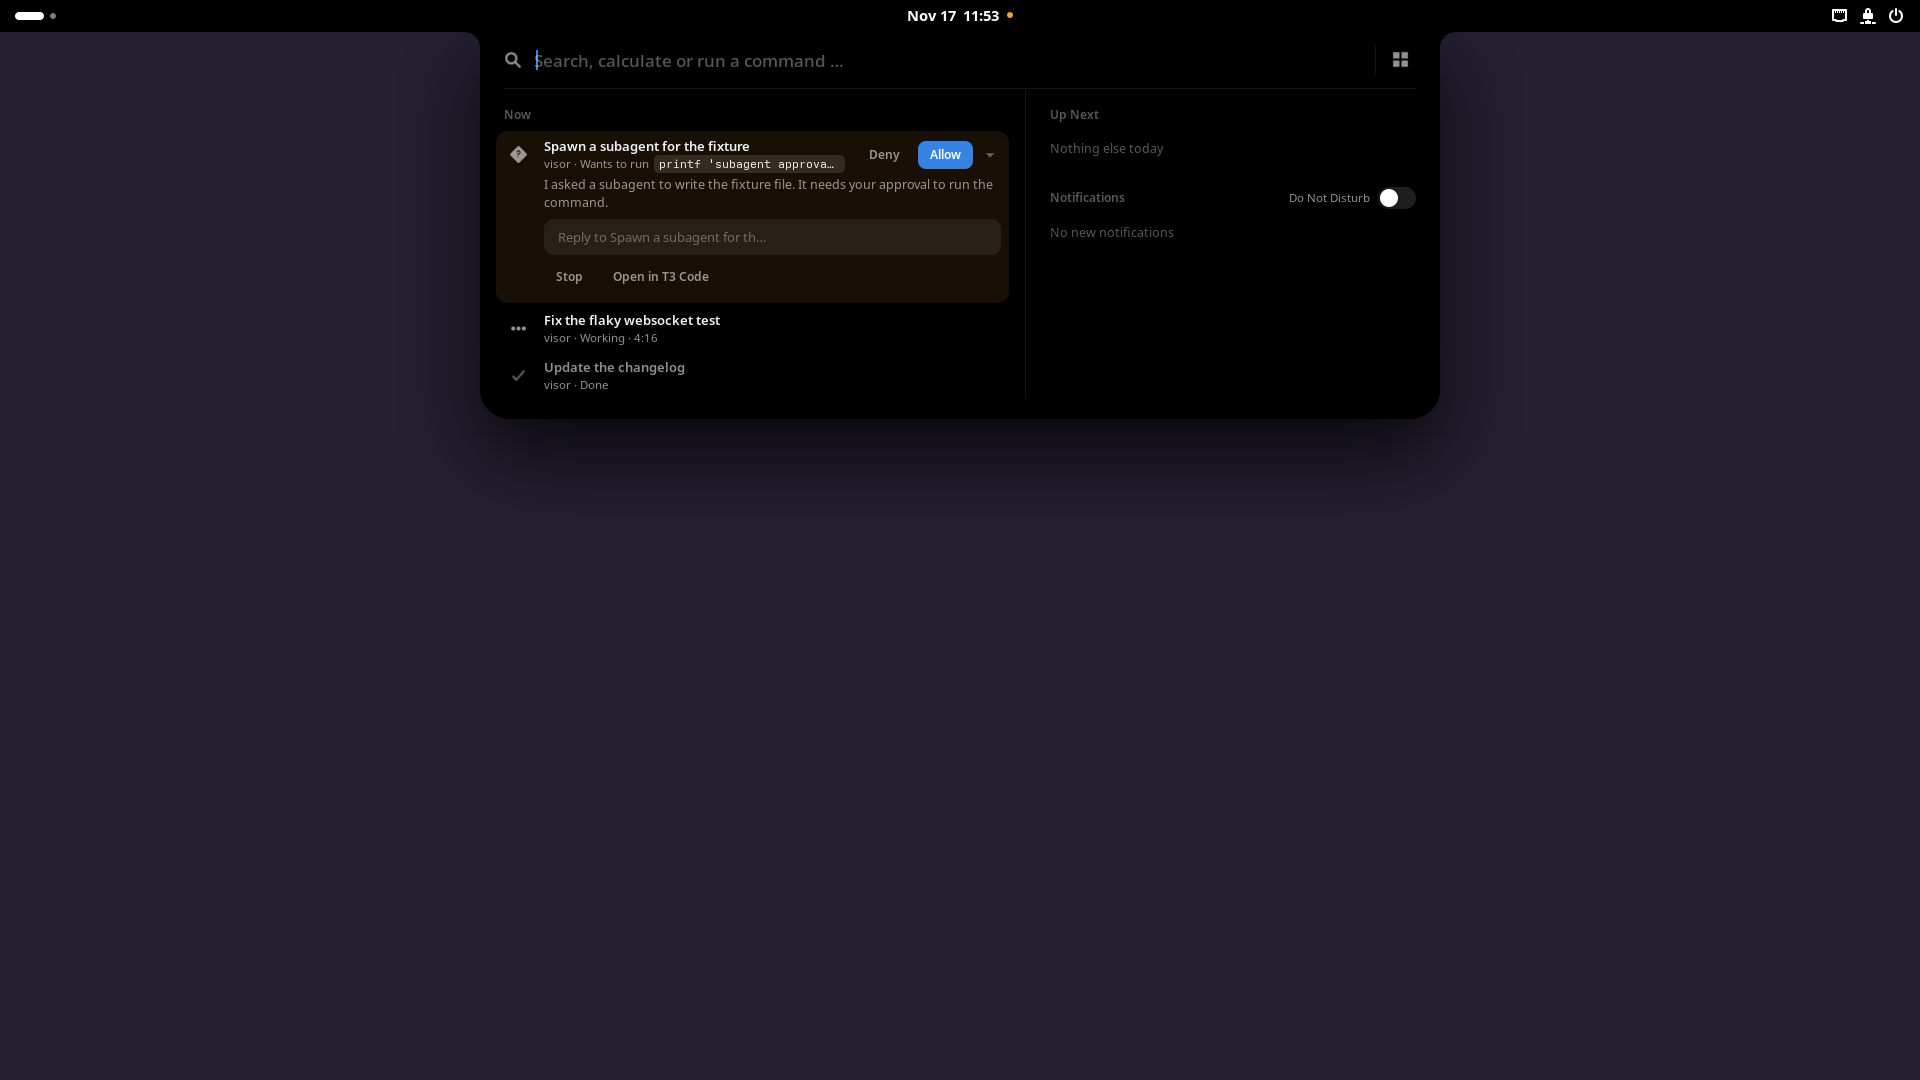 Nov 17 11:53
Search, calculate or run a command ...
Now
Spawn a subagent for the fixture
visor · Wants to run printf 'subagent approva…
Deny
Allow
I asked a subagent to write the fixture file. It needs your approval to run the
command.
Reply to Spawn a subagent for th...
Stop
Open in T3 Code
Fix the flaky websocket test
visor · Working · 4:16
Update the changelog
visor · Done
Up Next
Nothing else today
Notifications
Do Not Disturb
No new notifications